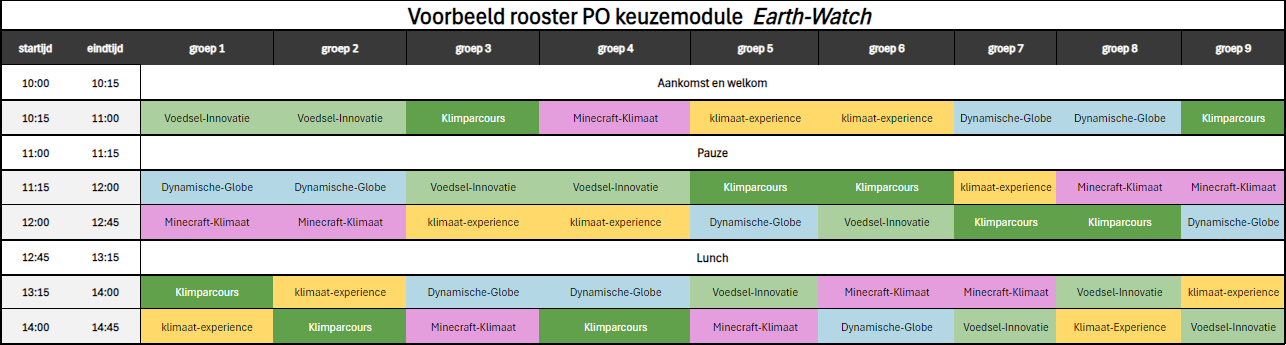 Voorbeeld rooster PO keuzemodule Earth-Watch
startijd eindtijd groep 1 groep 2 groep 3 groep 4 groep 5 groep 6 groep 7 groep 8 groep 9
10:00 10:15 Aankomst en welkom
10:15 11:00 Voedsel-Innovatie Voedsel-Innovatie Klimparcours Minecraft-Klimaat klimaat-experience klimaat-experience Dynamische-Globe Dynamische-Globe Klimparcours
11:00 11:15 Pauze
11:15 12:00 Dynamische-Globe Dynamische-Globe Voedsel-Innovatie Voedsel-Innovatie Klimparcours Klimparcours klimaat-experience Minecraft-Klimaat Minecraft-Klimaat
12:00 12:45 Minecraft-Klimaat Minecraft-Klimaat klimaat-experience klimaat-experience Dynamische-Globe Voedsel-Innovatie Klimparcours Klimparcours Dynamische-Globe
12:45 13:15 Lunch
13:15 14:00 Klimparcours klimaat-experience Dynamische-Globe Dynamische-Globe Voedsel-Innovatie Minecraft-Klimaat Minecraft-Klimaat Voedsel-Innovatie klimaat-experience
14:00 14:45 klimaat-experience Klimparcours Minecraft-Klimaat Klimparcours Minecraft-Klimaat Dynamische-Globe Voedsel-Innovatie Klimaat-Experience Voedsel-Innovatie